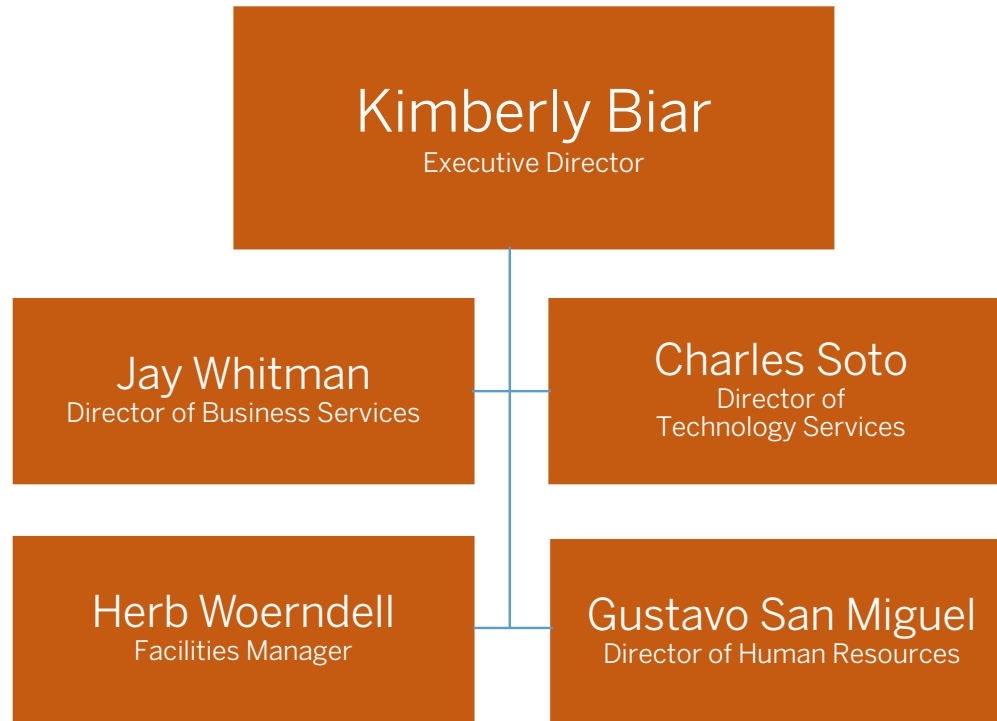 Kimberly Biar
Executive Director
Jay Whitman
Director of Business Services
Charles Soto
Director of
Technology Services
Herb Woerndell
Facilities Manager
Gustavo San Miguel
Director of Human Resources